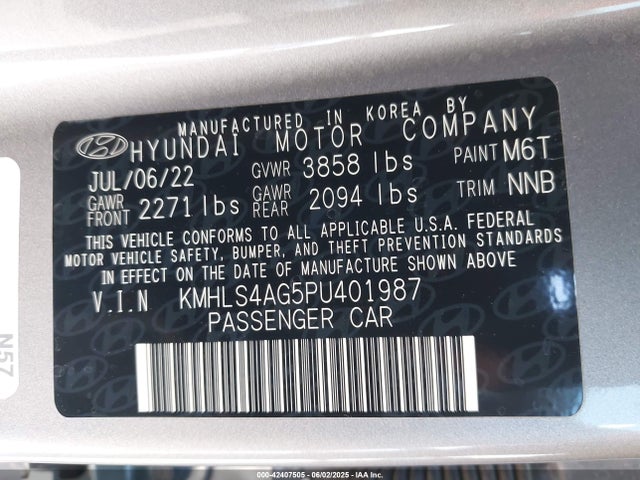 MANUFACTURED IN KOREA BY
HYUNDAI MOTOR COMPANY
JUL/06/22 GVWR 3858 lbs PAINT M6T
GAWR FRONT 2271 lbs GAWR REAR 2094 lbs TRIM NNB
THIS VEHICLE CONFORMS TO ALL APPLICABLE U.S.A. FEDERAL
MOTOR VEHICLE SAFETY, BUMPER, AND THEFT PREVENTION STANDARDS
IN EFFECT ON THE DATE OF MANUFACTURE SHOWN ABOVE
V.I.N KMHLS4AG5PU401987
PASSENGER CAR
N57
000-42407505 - 06/02/2025 - IAA Inc.